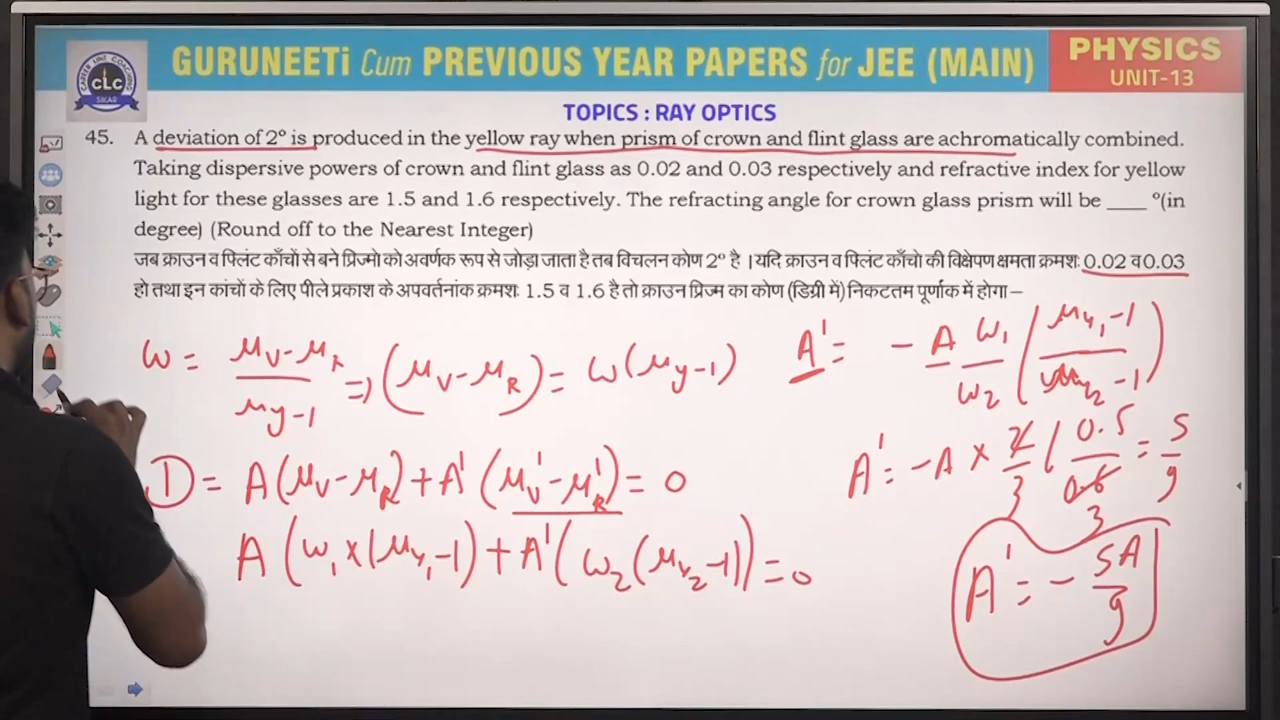 GURUNEETi Cum PREVIOUS YEAR PAPERS for JEE (MAIN)
PHYSICS
UNIT-13
CLC
SIKAR
TOPICS : RAY OPTICS
45. A deviation of 2° is produced in the yellow ray when prism of crown and flint glass are achromatically combined.
Taking dispersive powers of crown and flint glass as 0.02 and 0.03 respectively and refractive index for yellow
light for these glasses are 1.5 and 1.6 respectively. The refracting angle for crown glass prism will be ____ °(in
degree) (Round off to the Nearest Integer)
जब क्राउन व फ्लिंट काँचों से बने प्रिज्मो को अवर्णक रूप से जोड़ा जाता है तब विचलन कोण 2° है । यदि क्राउन व फ्लिंट काँचो की विक्षेपण क्षमता क्रमशः 0.02 व 0.03
हो तथा इन कांचों के लिए पीले प्रकाश के अपवर्तनांक क्रमशः 1.5 व 1.6 है तो क्राउन प्रिज्म का कोण (डिग्री में) निकटतम पूर्णांक में होगा–
ω = (μV - μR)/(μy - 1) ⇒ (μV - μR) = ω(μy - 1)
A' = - A ω1/ω2 (μy1 - 1 / μy2 - 1)
A' = -A × 2/3 ( 0.5/0.6 = 5/9
D = A(μV - μR) + A' (μ'V - μ'R) = 0
A (ω1 × (μy1 - 1) + A' (ω2 (μy2 - 1)) = 0
A' = - 5A/9